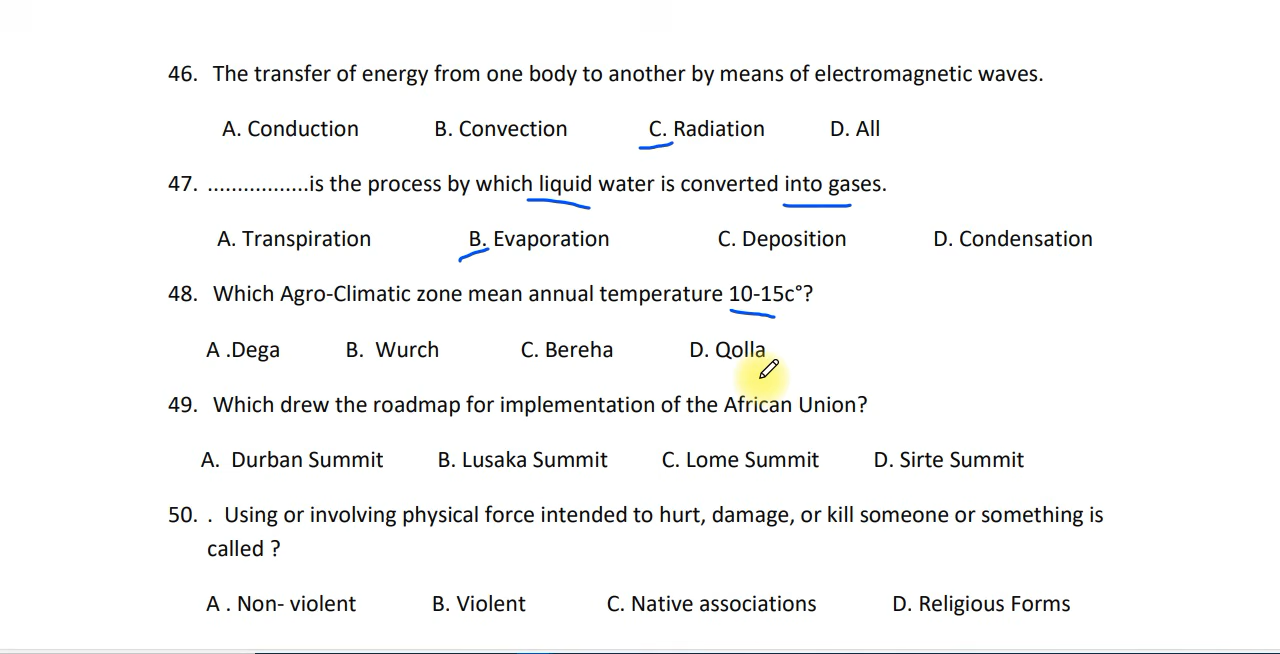 46. The transfer of energy from one body to another by means of electromagnetic waves.
A. Conduction B. Convection C. Radiation D. All
47. .................is the process by which liquid water is converted into gases.
A. Transpiration B. Evaporation C. Deposition D. Condensation
48. Which Agro-Climatic zone mean annual temperature 10-15c°?
A .Dega B. Wurch C. Bereha D. Qolla
49. Which drew the roadmap for implementation of the African Union?
A. Durban Summit B. Lusaka Summit C. Lome Summit D. Sirte Summit
50. . Using or involving physical force intended to hurt, damage, or kill someone or something is
called ?
A . Non- violent B. Violent C. Native associations D. Religious Forms